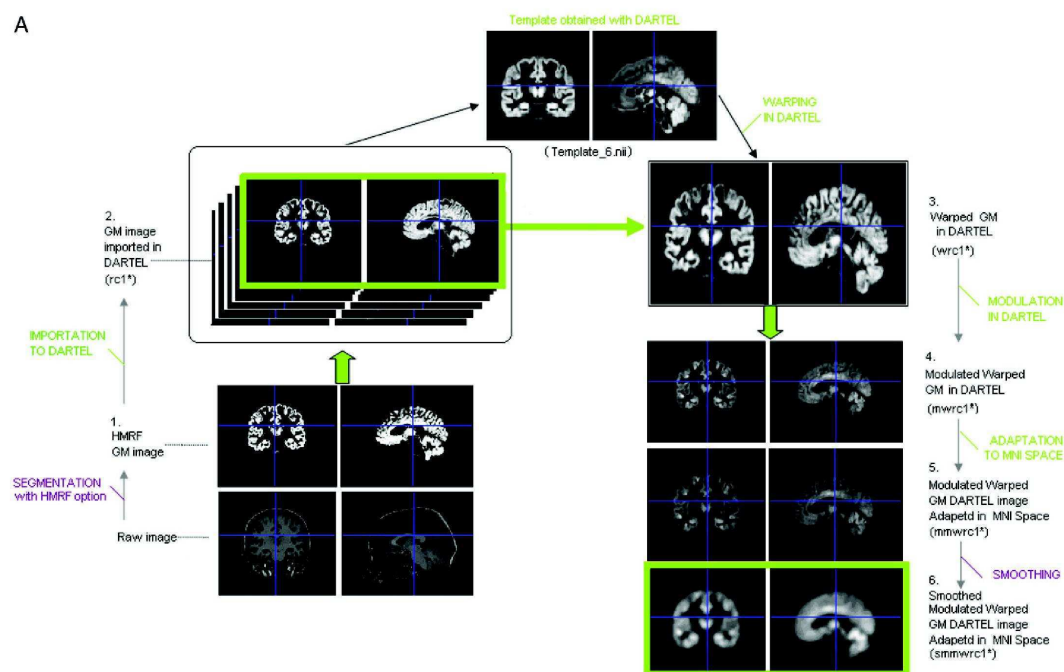 A
Template obtained with DARTEL
(Template_6.nii)
WARPING
IN DARTEL
2.
GM image
imported in
DARTEL
(rc1*)
IMPORTATION
TO DARTEL
1.
HMRF
GM image
SEGMENTATION
with HMRF option
Raw image
3.
Warped GM
in DARTEL
(wrc1*)
MODULATION
IN DARTEL
4.
Modulated Warped
GM in DARTEL
(mwrc1*)
ADAPTATION
TO MNI SPACE
5.
Modulated Warped
GM DARTEL image
Adapetd in MNI Space
(mmwrc1*)
SMOOTHING
6.
Smoothed
Modulated Warped
GM DARTEL image
Adapetd in MNI Space
(smmwrc1*)